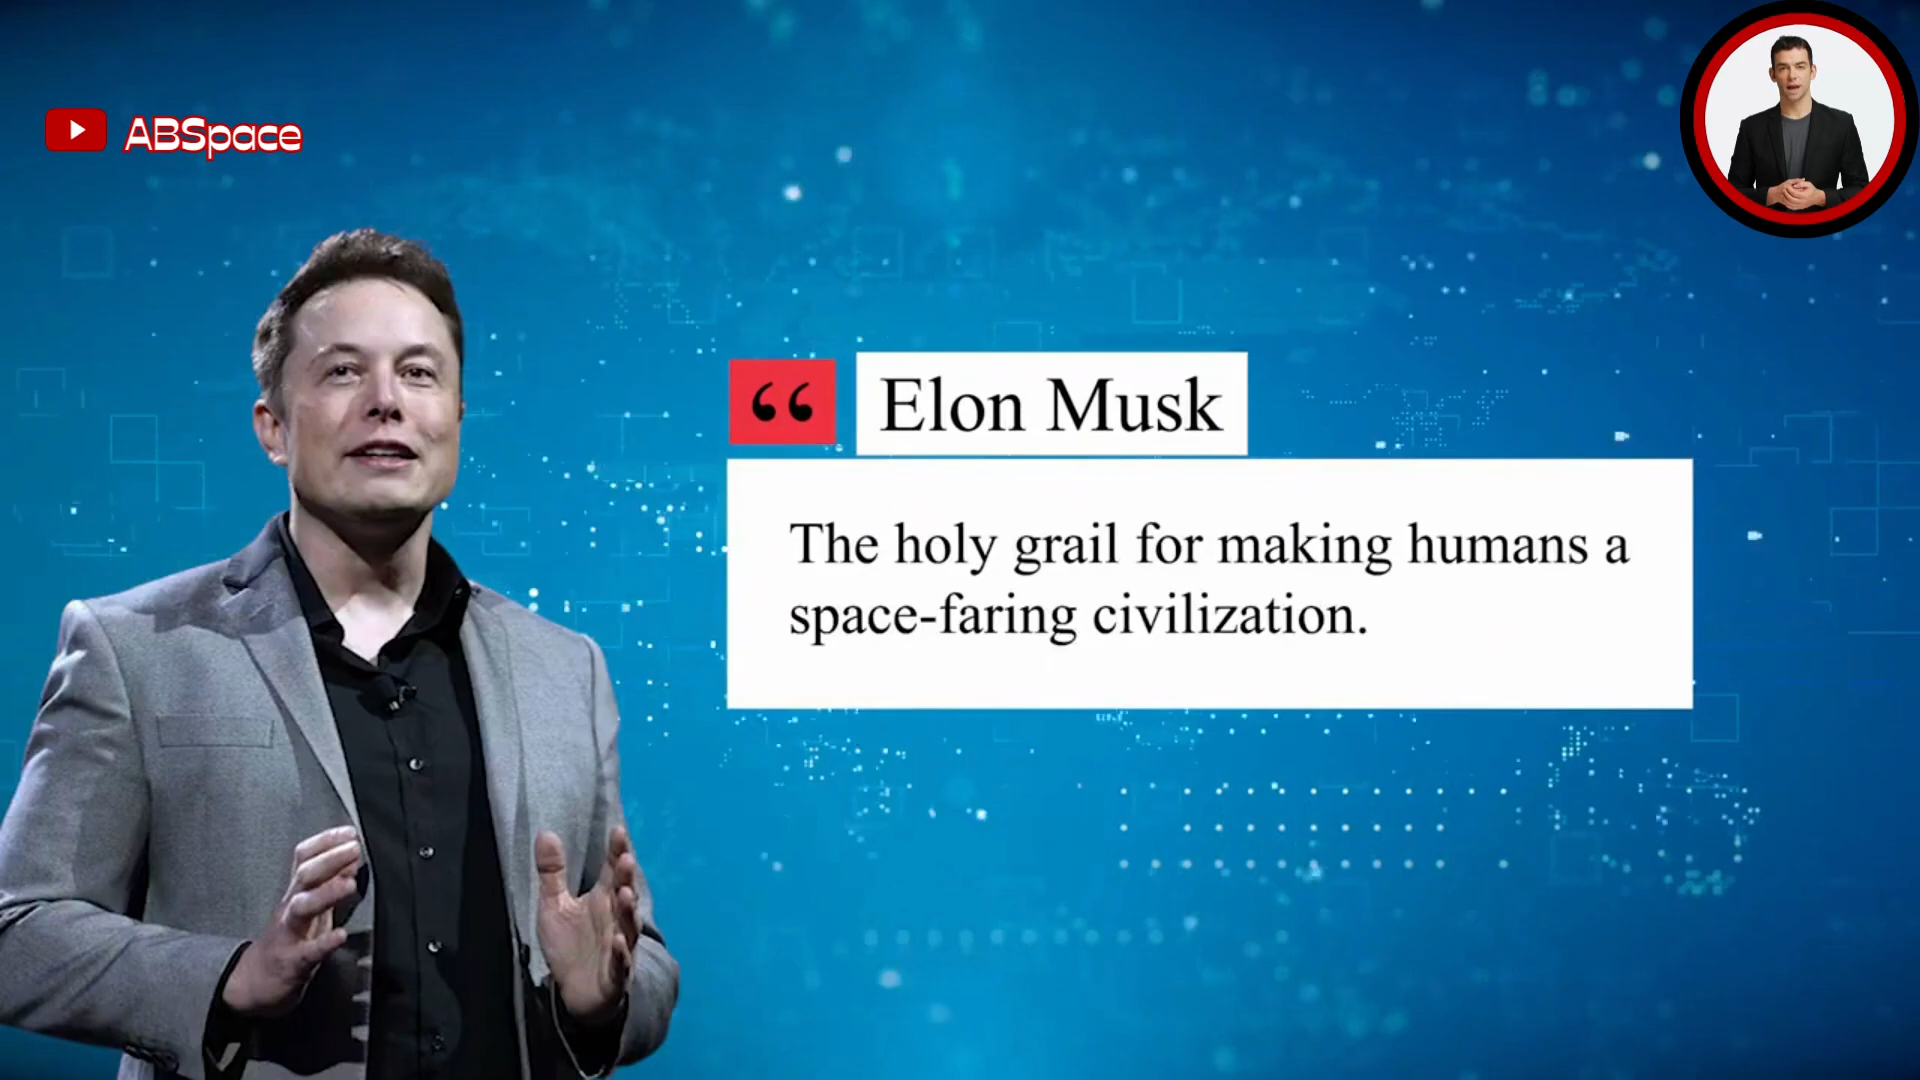 ABSpace
“ Elon Musk
The holy grail for making humans a
space-faring civilization.